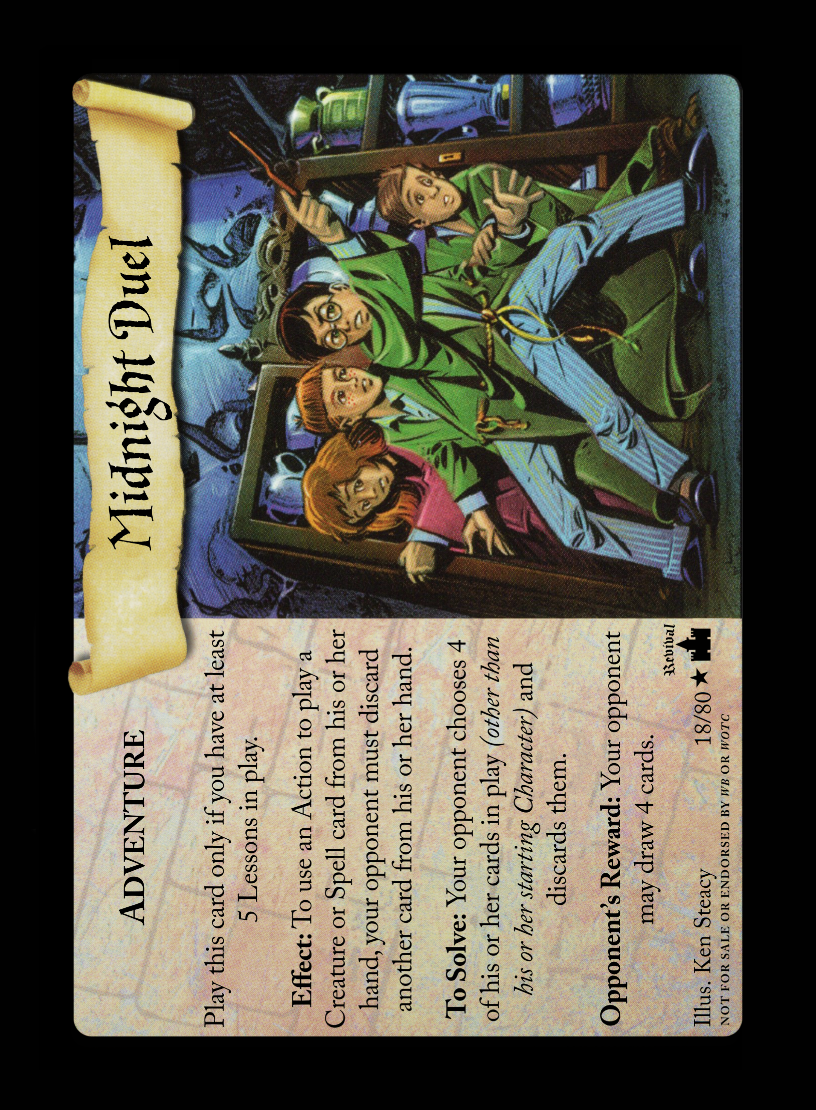 Midnight Duel
ADVENTURE
Play this card only if you have at least
5 Lessons in play.
Effect: To use an Action to play a
Creature or Spell card from his or her
hand, your opponent must discard
another card from his or her hand.
To Solve: Your opponent chooses 4
of his or her cards in play (other than
his or her starting Character) and
discards them.
Opponent's Reward: Your opponent
may draw 4 cards.
Revival
Illus. Ken Steacy 18/80 ★
NOT FOR SALE OR ENDORSED BY WB OR WOTC